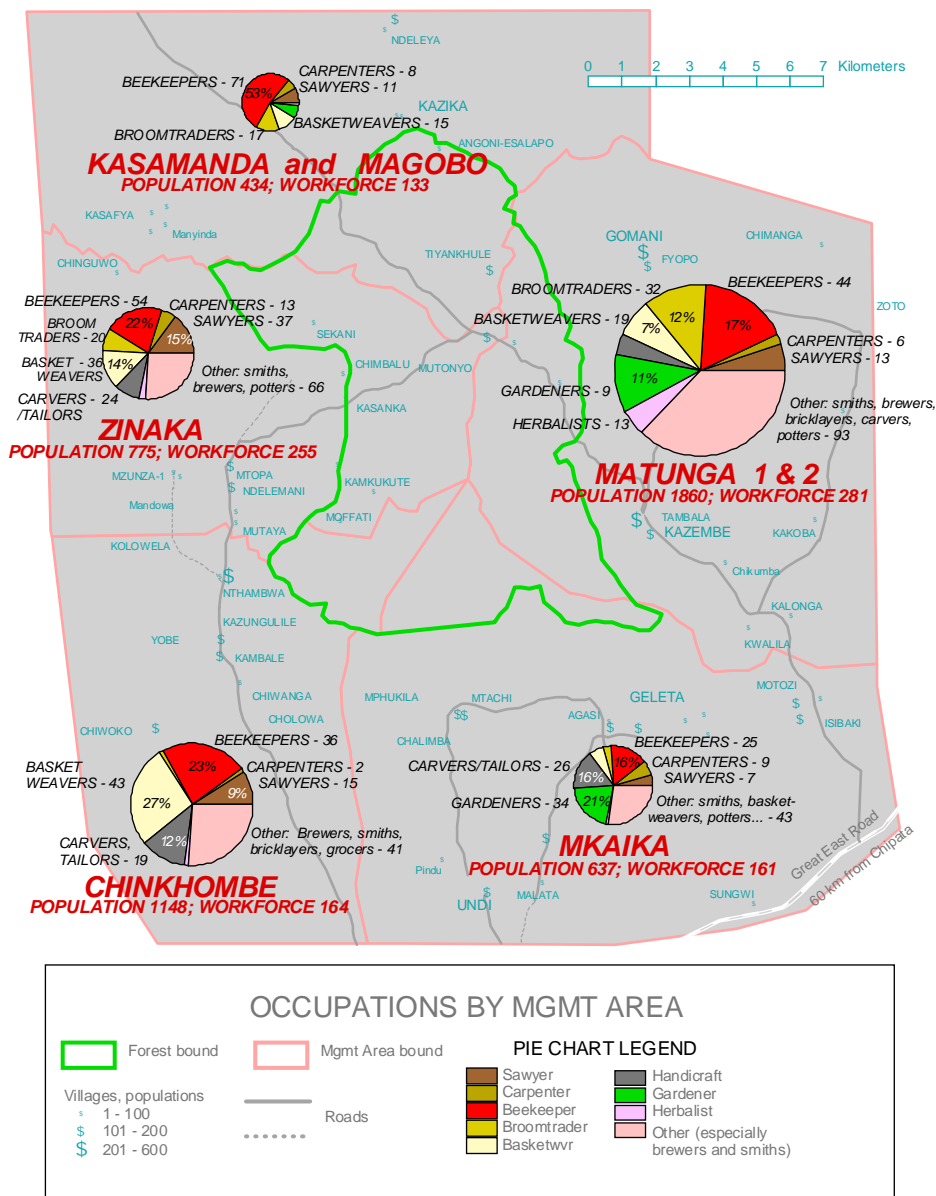 NDELEYA
0 1 2 3 4 5 6 7 Kilometers
BEEKEEPERS - 71
CARPENTERS - 8
SAWYERS - 11
53%
KAZIKA
BROOMTRADERS - 17
BASKETWEAVERS - 15
ANGONI-ESALAPO
KASAMANDA and MAGOBO
POPULATION 434; WORKFORCE 133
KASAFYA
Manyinda
CHINGUWO
TIYANKHULE
GOMANI
CHIMANGA
FYOPO
ZOTO
BEEKEEPERS - 54
CARPENTERS - 13
SAWYERS - 37
BROOM
TRADERS - 20
22%
15%
BASKET - 36
WEAVERS
14%
CARVERS - 24
/TAILORS
Other: smiths,
brewers, potters - 66
ZINAKA
POPULATION 775; WORKFORCE 255
SEKANI
CHIMBALU
MUTONYO
KASANKA
BROOMTRADERS - 32
BEEKEEPERS - 44
BASKETWEAVERS - 19
12%
17%
7%
CARPENTERS - 6
SAWYERS - 13
GARDENERS - 9
11%
HERBALISTS - 13
Other: smiths, brewers,
bricklayers, carvers,
potters - 93
MATUNGA 1 & 2
POPULATION 1860; WORKFORCE 281
MZUNZA-1
MTOPA
NDELEMANI
Mandowa
KAMKUKUTE
MOFFATI
MUTAYA
KOLOWELA
TAMBALA
KAZEMBE
KAKOBA
Chikumba
NTHAMBWA
KAZUNGULILE
YOBE
KAMBALE
KALONGA
KWALILA
CHIWANGA
MPHUKILA
MTACHI
GELETA
MOTOZI
CHOLOWA
AGASI
ISIBAKI
CHIWOKO
CHALIMBA
BEEKEEPERS - 36
CARPENTERS - 2
SAWYERS - 15
BASKET
WEAVERS - 43
23%
9%
27%
12%
CARVERS,
TAILORS - 19
Other: Brewers, smiths,
bricklayers, grocers - 41
CHINKHOMBE
POPULATION 1148; WORKFORCE 164
BEEKEEPERS - 25
CARPENTERS - 9
SAWYERS - 7
CARVERS/TAILORS - 26
16%
16%
GARDENERS - 34
21%
Other: smiths, basket-
weavers, potters... - 43
MKAIKA
POPULATION 637; WORKFORCE 161
Pindu
UNDI
MALATA
SUNGWI
Great East Road
60 km from Chipata
OCCUPATIONS BY MGMT AREA
Forest bound
Mgmt Area bound
Villages, populations
$ 1 - 100
$ 101 - 200
$ 201 - 600
Roads
PIE CHART LEGEND
Sawyer
Carpenter
Beekeeper
Broomtrader
Basketwvr
Handicraft
Gardener
Herbalist
Other (especially
brewers and smiths)